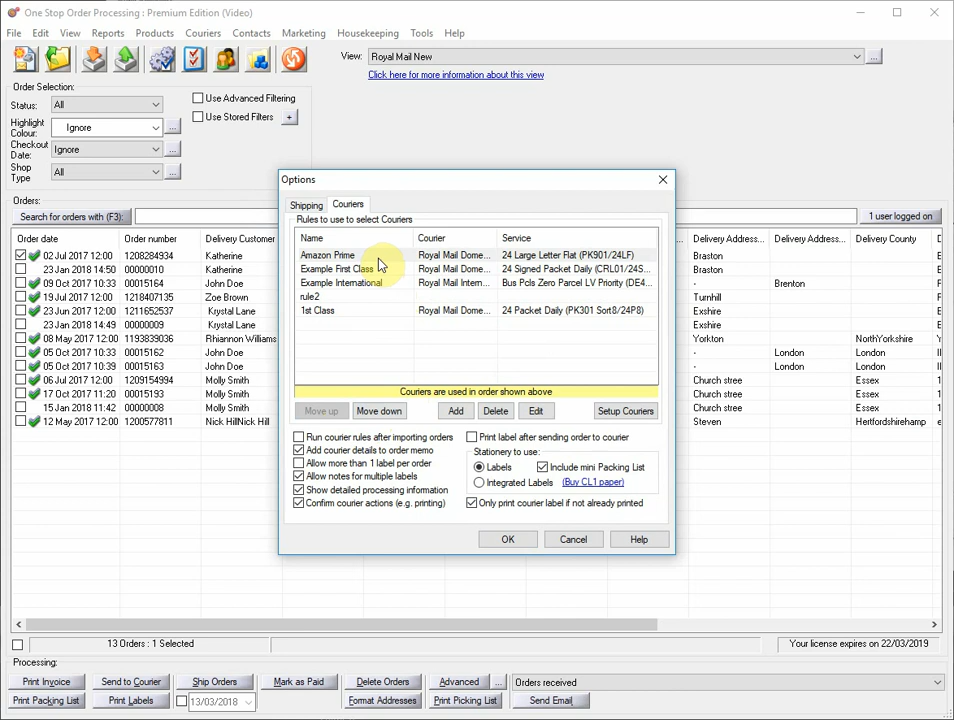 One Stop Order Processing : Premium Edition (Video)
File Edit View Reports Products Couriers Contacts Marketing Housekeeping Tools Help
View: Royal Mail New ...
Click here for more information about this view
Order Selection:
Status: All
Use Advanced Filtering
Highlight Colour: Ignore ...
Use Stored Filters +
Checkout Date: Ignore ...
Shop Type All ...
Orders:
Search for orders with (F3):
1 user logged on
Order date Order number Delivery Customer Delivery Address... Delivery Address... Delivery County
02 Jul 2017 12:00 1208284934 Katherine Braston
23 Jan 2018 14:50 00000010 Katherine
09 Oct 2017 10:33 00015164 John Doe . Brenton
19 Jul 2017 12:00 1218407135 Zoe Brown Turnhill
23 Jun 2017 12:00 1211652537 Krystal Lane Exshire
23 Jan 2018 14:49 00000009 Krystal Lane Exshire
08 May 2017 12:00 1193839036 Rhiannon Williams Yorkton NorthYorkshire
05 Oct 2017 10:33 00015162 John Doe . London London
05 Oct 2017 10:39 00015163 John Doe . London London
06 Jul 2017 12:00 1209154994 Molly Smith Church stree Essex
17 Oct 2017 11:20 00015193 Molly Smith Church stree Essex
15 Jan 2018 11:42 00000008 Molly Smith Church stree Essex
12 May 2017 12:00 1200577811 Nick HillNick Hill Steven Hertfordshirehamp
Options
Shipping Couriers
Rules to use to select Couriers
Name Courier Service
Amazon Prime Royal Mail Dome... 24 Large Letter Flat (PK901/24LF)
Example First Class Royal Mail Dome... 24 Signed Packet Daily (CRL01/24S...
Example International Royal Mail Intern... Bus Pcls Zero Parcel LV Priority (DE4...
rule2
1st Class Royal Mail Dome... 24 Packet Daily (PK301 Sort8/24P8)
Couriers are used in order shown above
Move up Move down Add Delete Edit Setup Couriers
Run courier rules after importing orders
Add courier details to order memo
Allow more than 1 label per order
Allow notes for multiple labels
Show detailed processing information
Confirm courier actions (e.g. printing)
Print label after sending order to courier
Stationery to use:
Labels Include mini Packing List
Integrated Labels (Buy CL1 paper)
Only print courier label if not already printed
OK Cancel Help
13 Orders : 1 Selected
Your license expires on 22/03/2019
Processing:
Print Invoice Send to Courier Ship Orders Mark as Paid Delete Orders Advanced ... Orders received
Print Packing List Print Labels 13/03/2018 Format Addresses Print Picking List Send Email